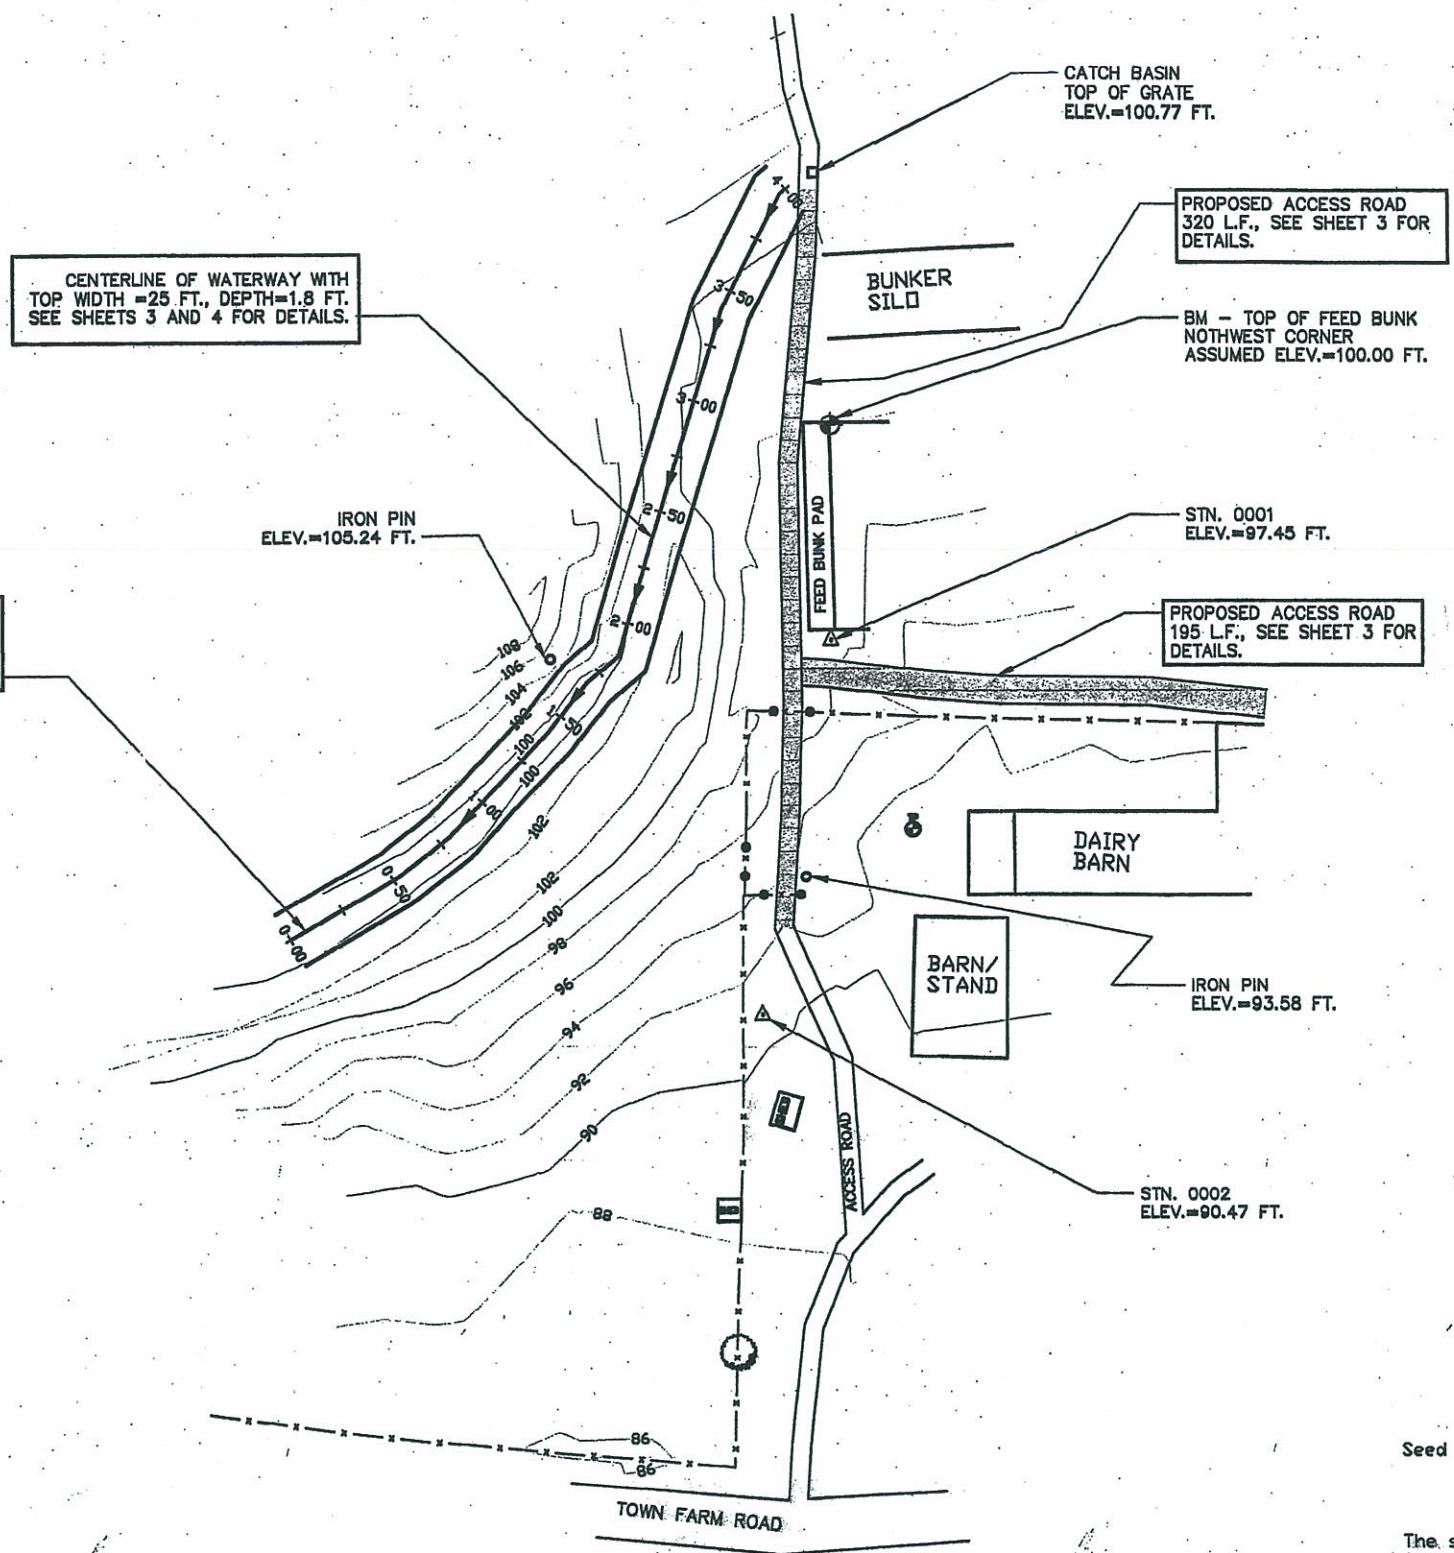 CATCH BASIN
TOP OF GRATE
ELEV.=100.77 FT.
PROPOSED ACCESS ROAD
320 L.F., SEE SHEET 3 FOR
DETAILS.
CENTERLINE OF WATERWAY WITH
TOP WIDTH =25 FT., DEPTH=1.8 FT.
SEE SHEETS 3 AND 4 FOR DETAILS.
BUNKER
SILO
BM - TOP OF FEED BUNK
NOTHWEST CORNER
ASSUMED ELEV.=100.00 FT.
4+00
3+50
3+00
2+50
2+00
1+50
1+00
0+50
0+00
IRON PIN
ELEV.=105.24 FT.
FEED BUNK PAD
STN. 0001
ELEV.=97.45 FT.
PROPOSED ACCESS ROAD
195 L.F., SEE SHEET 3 FOR
DETAILS.
108
106
104
102
100
100
102
102
100
98
96
94
92
90
88
86
86
DAIRY
BARN
BARN/
STAND
IRON PIN
ELEV.=93.58 FT.
ACCESS ROAD
STN. 0002
ELEV.=90.47 FT.
TOWN FARM ROAD
Seed
The